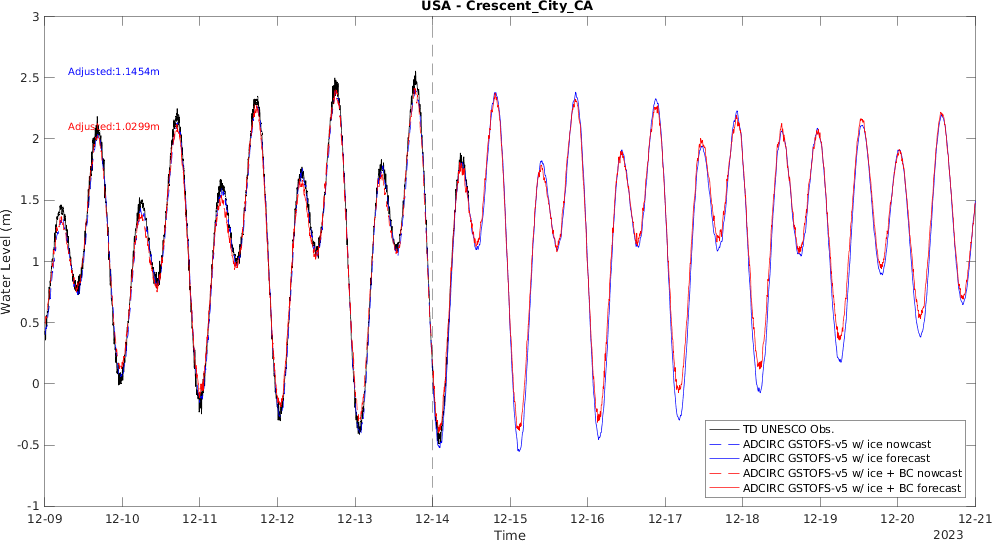 USA - Crescent_City_CA
3
2.5
2
1.5
1
0.5
0
-0.5
-1
Water Level (m)
Adjusted:1.1454m
Adjusted:1.0299m
TD UNESCO Obs.
ADCIRC GSTOFS-v5 w/ ice nowcast
ADCIRC GSTOFS-v5 w/ ice forecast
ADCIRC GSTOFS-v5 w/ ice + BC nowcast
ADCIRC GSTOFS-v5 w/ ice + BC forecast
12-09 12-10 12-11 12-12 12-13 12-14 12-15 12-16 12-17 12-18 12-19 12-20 12-21
Time
2023